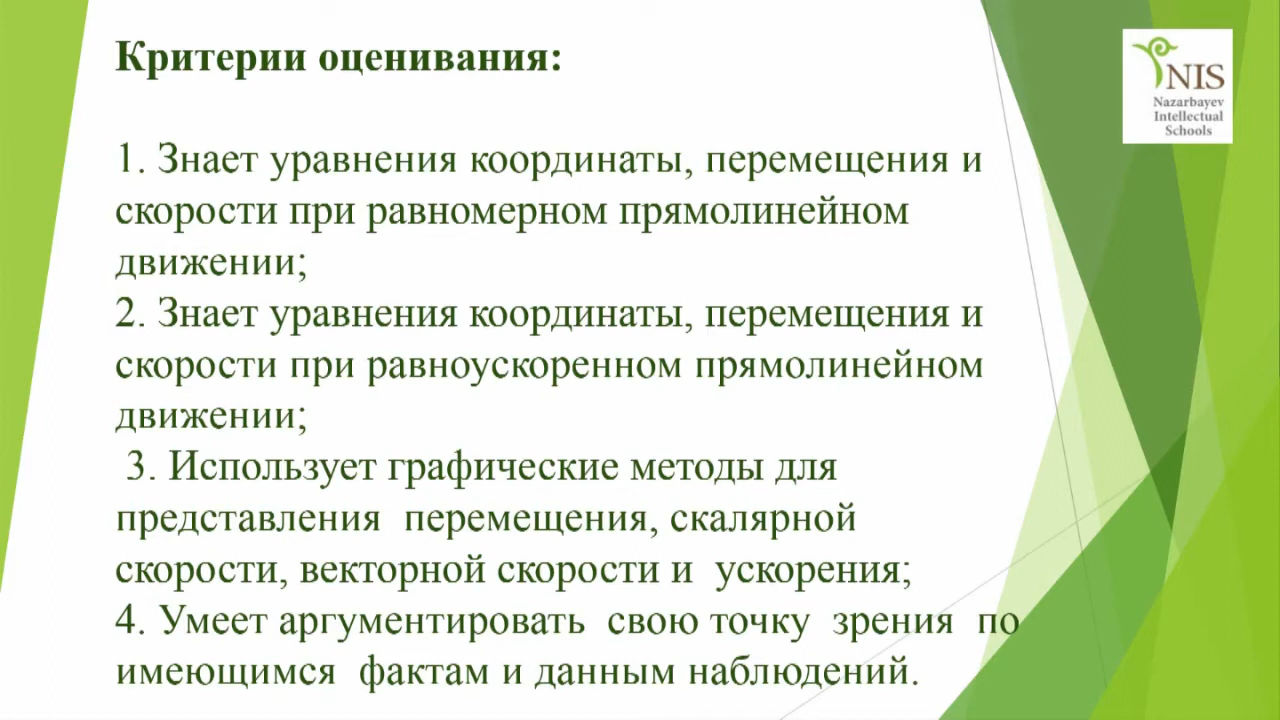 Критерии оценивания:
1. Знает уравнения координаты, перемещения и
скорости при равномерном прямолинейном
движении;
2. Знает уравнения координаты, перемещения и
скорости при равноускоренном прямолинейном
движении;
3. Использует графические методы для
представления перемещения, скалярной
скорости, векторной скорости и ускорения;
4. Умеет аргументировать свою точку зрения по
имеющимся фактам и данным наблюдений.
NIS
Nazarbayev
Intellectual
Schools